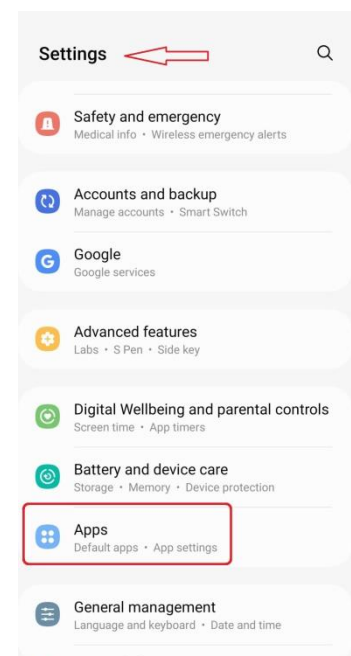 Settings
Safety and emergency
Medical info • Wireless emergency alerts
Accounts and backup
Manage accounts • Smart Switch
Google
Google services
Advanced features
Labs • S Pen • Side key
Digital Wellbeing and parental controls
Screen time • App timers
Battery and device care
Storage • Memory • Device protection
Apps
Default apps • App settings
General management
Language and keyboard • Date and time